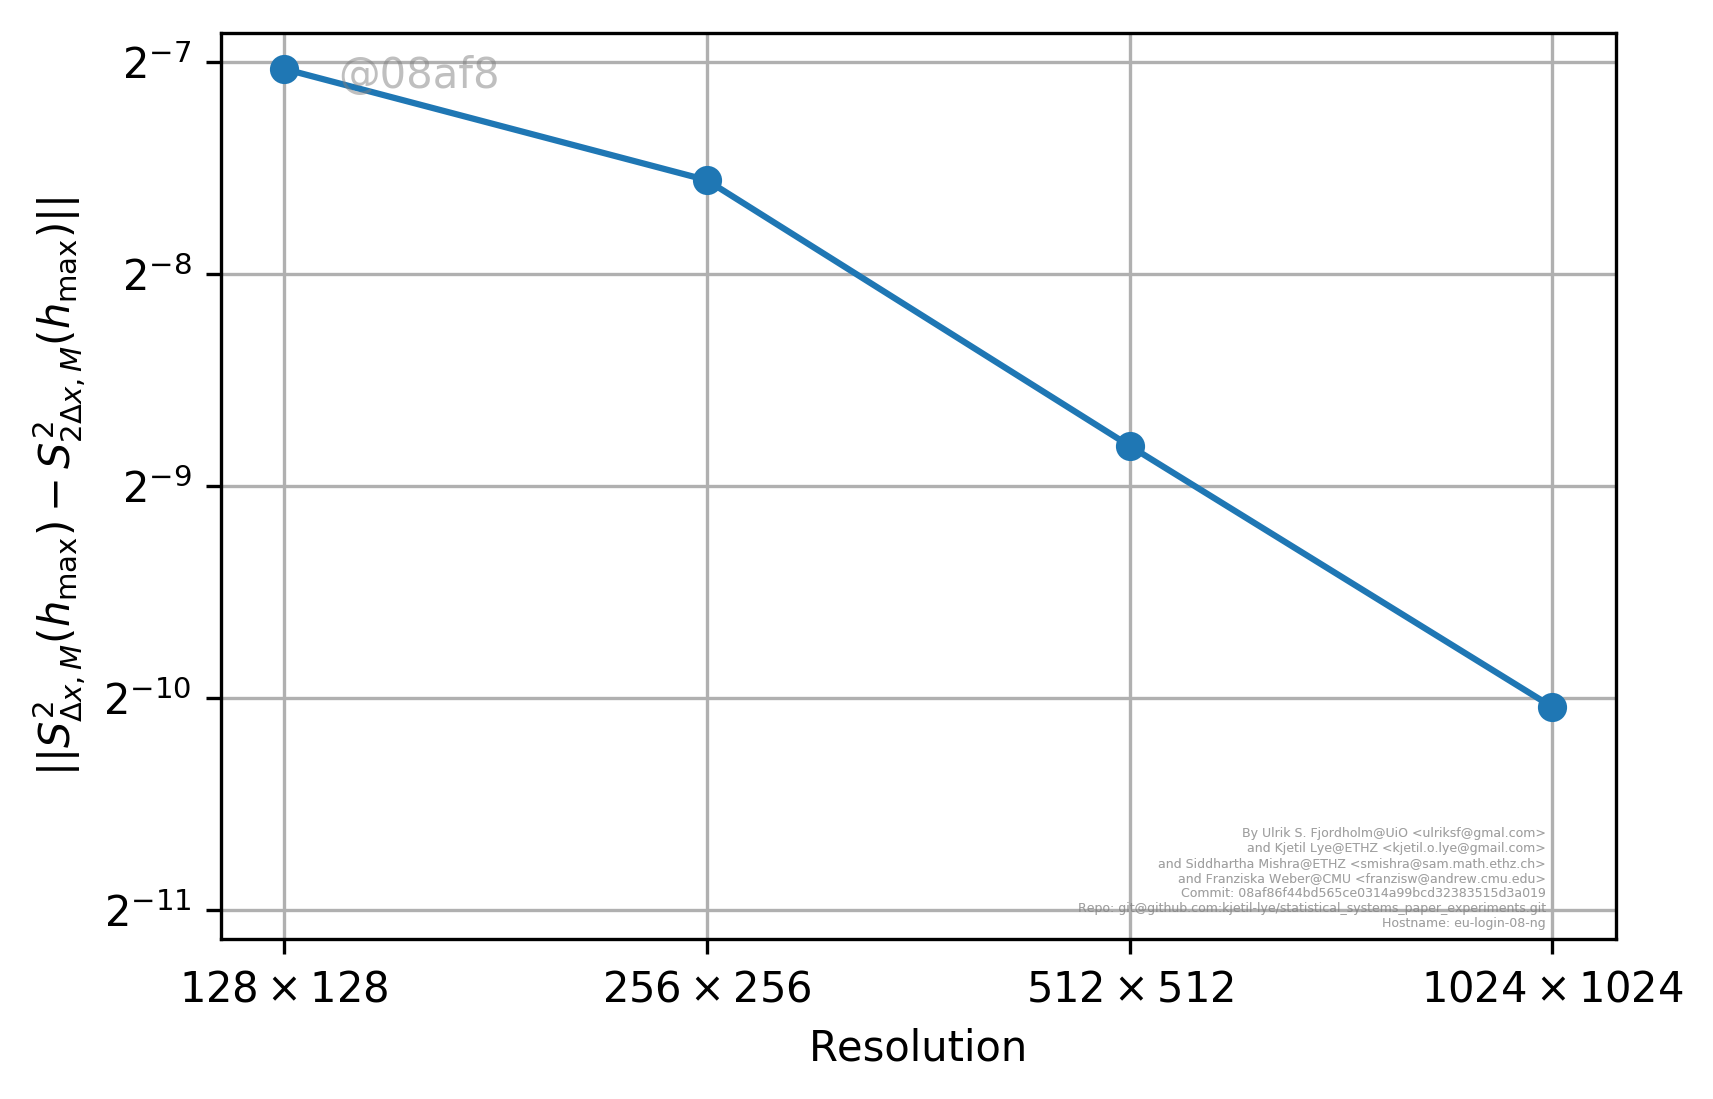 2⁻⁷
@08af8
2⁻⁸
2⁻⁹
2⁻¹⁰
2⁻¹¹
||S²_{Δx, M}(h_max) − S²_{2Δx, M}(h_max)||
By Ulrik S. Fjordholm@UiO <ulriksf@gmal.com>
and Kjetil Lye@ETHZ <kjetil.o.lye@gmail.com>
and Siddhartha Mishra@ETHZ <smishra@sam.math.ethz.ch>
and Franziska Weber@CMU <franzisw@andrew.cmu.edu>
Commit: 08af86f44bd565ce0314a99bcd32383515d3a019
Repo: git@github.com:kjetil-lye/statistical_systems_paper_experiments.git
Hostname: eu-login-08-ng
128 × 128 256 × 256 512 × 512 1024 × 1024
Resolution